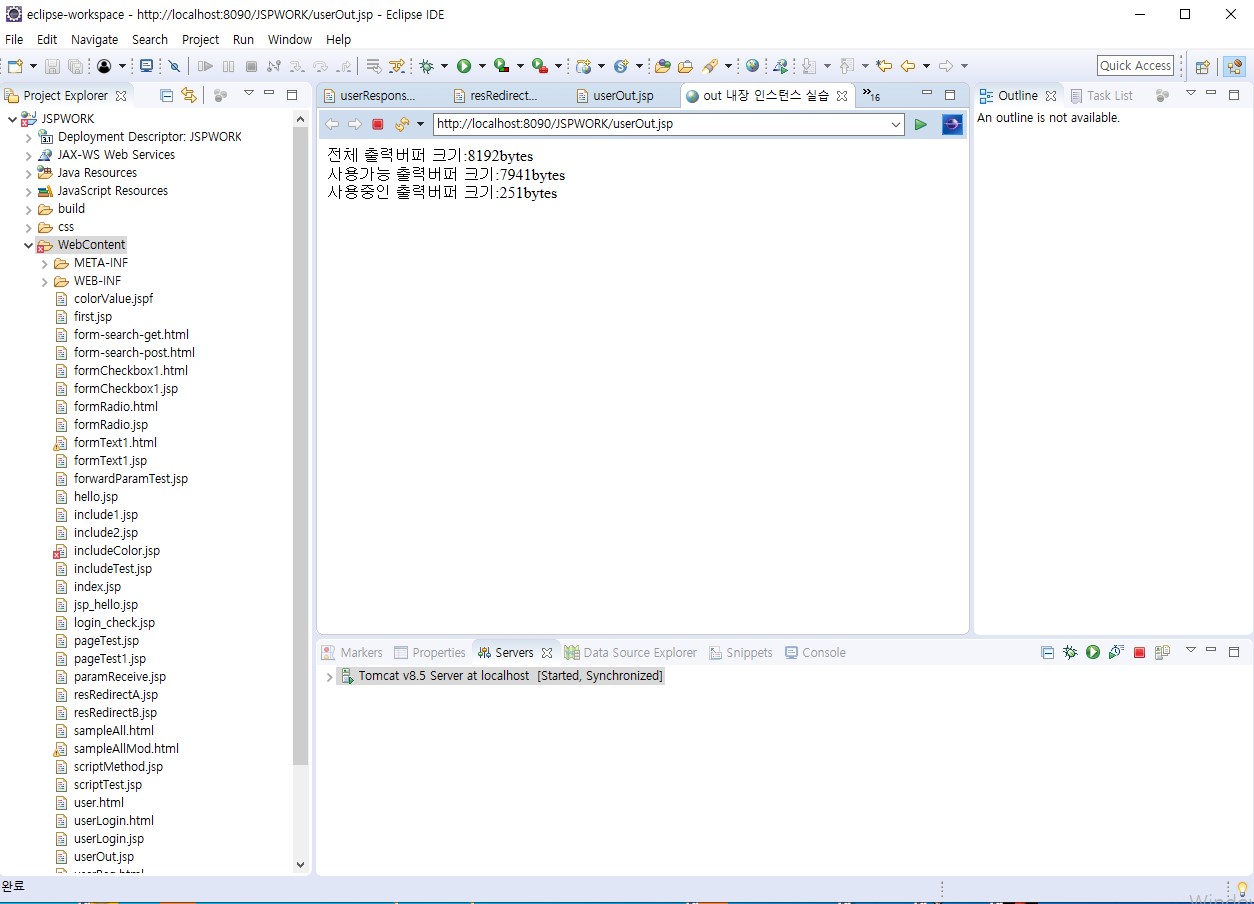 eclipse-workspace - http://localhost:8090/JSPWORK/userOut.jsp - Eclipse IDE
File Edit Navigate Search Project Run Window Help
Quick Access
Project Explorer
JSPWORK
Deployment Descriptor: JSPWORK
JAX-WS Web Services
Java Resources
JavaScript Resources
build
css
WebContent
META-INF
WEB-INF
colorValue.jspf
first.jsp
form-search-get.html
form-search-post.html
formCheckbox1.html
formCheckbox1.jsp
formRadio.html
formRadio.jsp
formText1.html
formText1.jsp
forwardParamTest.jsp
hello.jsp
include1.jsp
include2.jsp
includeColor.jsp
includeTest.jsp
index.jsp
jsp_hello.jsp
login_check.jsp
pageTest.jsp
pageTest1.jsp
paramReceive.jsp
resRedirectA.jsp
resRedirectB.jsp
sampleAll.html
sampleAllMod.html
scriptMethod.jsp
scriptTest.jsp
user.html
userLogin.html
userLogin.jsp
userOut.jsp
userRespons... resRedirect... userOut.jsp out 내장 인스턴스 실습 »16
http://localhost:8090/JSPWORK/userOut.jsp
전체 출력버퍼 크기:8192bytes
사용가능 출력버퍼 크기:7941bytes
사용중인 출력버퍼 크기:251bytes
Outline Task List
An outline is not available.
Markers Properties Servers Data Source Explorer Snippets Console
Tomcat v8.5 Server at localhost [Started, Synchronized]
완료